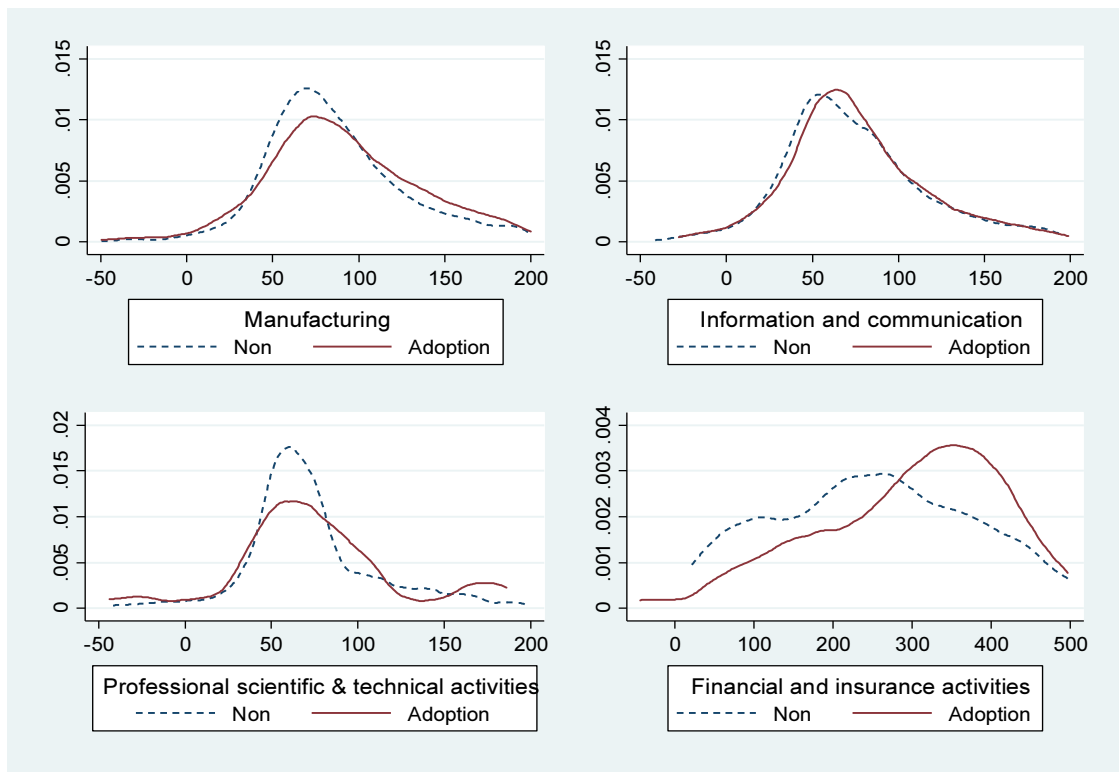 .015
.01
.005
0
-50 0 50 100 150 200
Manufacturing
Non Adoption
.015
.01
.005
0
-50 0 50 100 150 200
Information and communication
Non Adoption
.02
.015
.01
.005
0
-50 0 50 100 150 200
Professional scientific & technical activities
Non Adoption
.004
.003
.002
.001
0
0 100 200 300 400 500
Financial and insurance activities
Non Adoption